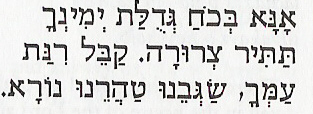 אָנָּא בְּכֹחַ גְּדֻלַּת יְמִינְךָ
תַּתִּיר צְרוּרָה. קַבֵּל רִנַּת
עַמְּךָ, שַׂגְּבֵנוּ טַהֲרֵנוּ נוֹרָא.